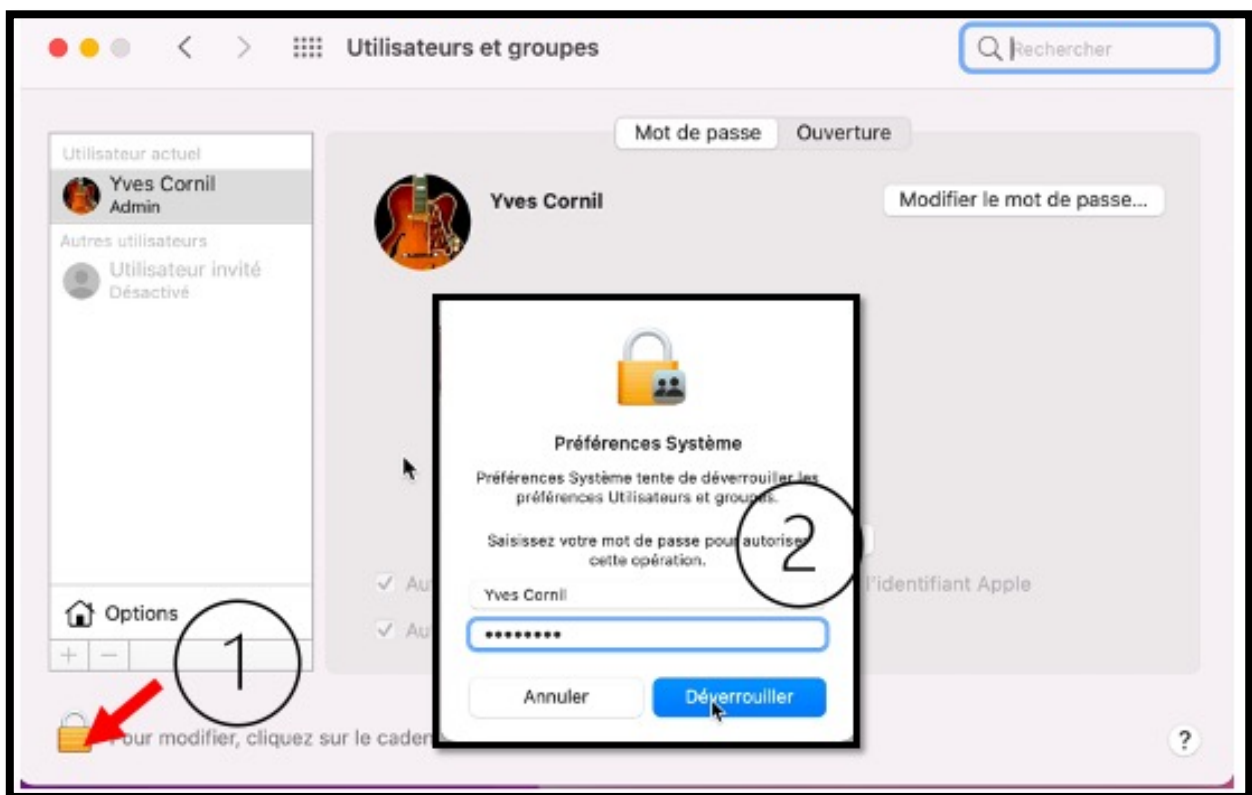 Utilisateurs et groupes
Rechercher
Mot de passe Ouverture
Utilisateur actuel
Yves Cornil
Admin
Autres utilisateurs
Utilisateur invité
Désactivé
Yves Cornil
Modifier le mot de passe...
Préférences Système
Préférences Système tente de déverrouiller les
préférences Utilisateurs et groupes.
Saisissez votre mot de passe pour autoriser
cette opération.
Yves Cornil
••••••••
Annuler Déverrouiller
2
Au
l'identifiant Apple
Au
Options
+ −
1
Pour modifier, cliquez sur le caden
?